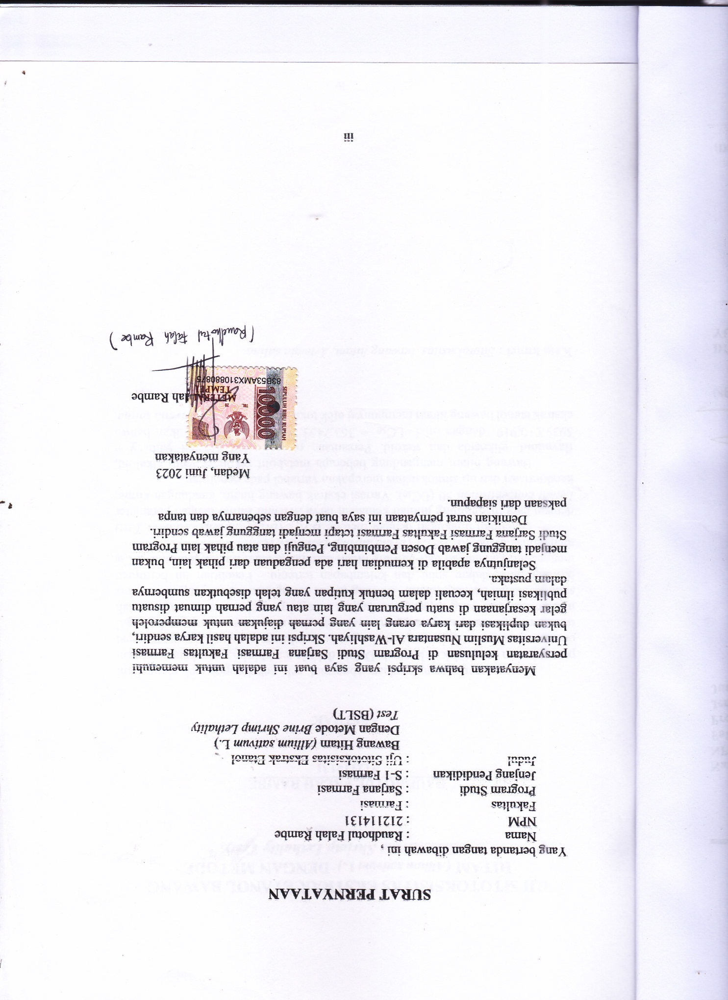 SURAT PERNYATAAN
Yang bertanda tangan dibawah ini ,
Nama : Raudhotul Falah Rambe
NPM : 212114131
Fakultas : Farmasi
Program Studi : Sarjana Farmasi
Jenjang Pendidikan : S-1 Farmasi
Judul : Uji Sitotoksisitas Ekstrak Etanol
Bawang Hitam (Allium sativum L.)
Dengan Metode Brine Shrimp Lethality
Test (BSLT)
Menyatakan bahwa skripsi yang saya buat ini adalah untuk memenuhi
persyaratan kelulusan di Program Studi Sarjana Farmasi Fakultas Farmasi
Universitas Muslim Nusantara Al-Washliyah. Skripsi ini adalah hasil karya sendiri,
bukan duplikasi dari karya orang lain yang pernah diajukan untuk memperoleh
gelar kesarjanaan di suatu perguruan yang lain atau yang pernah dimuat disuatu
publikasi ilmiah, kecuali dalam bentuk kutipan yang telah disebutkan sumbernya
dalam pustaka.
Selanjutnya apabila di kemudian hari ada pengaduan dari pihak lain, bukan
menjadi tanggung jawab Dosen Pembimbing, Penguji dan atau pihak lain Program
Studi Sarjana Farmasi Fakultas Farmasi tetapi menjadi tanggung jawab sendiri.
Demikian surat pernyataan ini saya buat dengan sebenarnya dan tanpa
paksaan dari siapapun.
Medan, Juni 2023
Yang menyatakan
SEPULUH RIBU RUPIAH
10000
TGL. 20
METERAI
TEMPEL
83B53AMX310880875
lah Rambe
(Raudhotul Falah Rambe)
iii